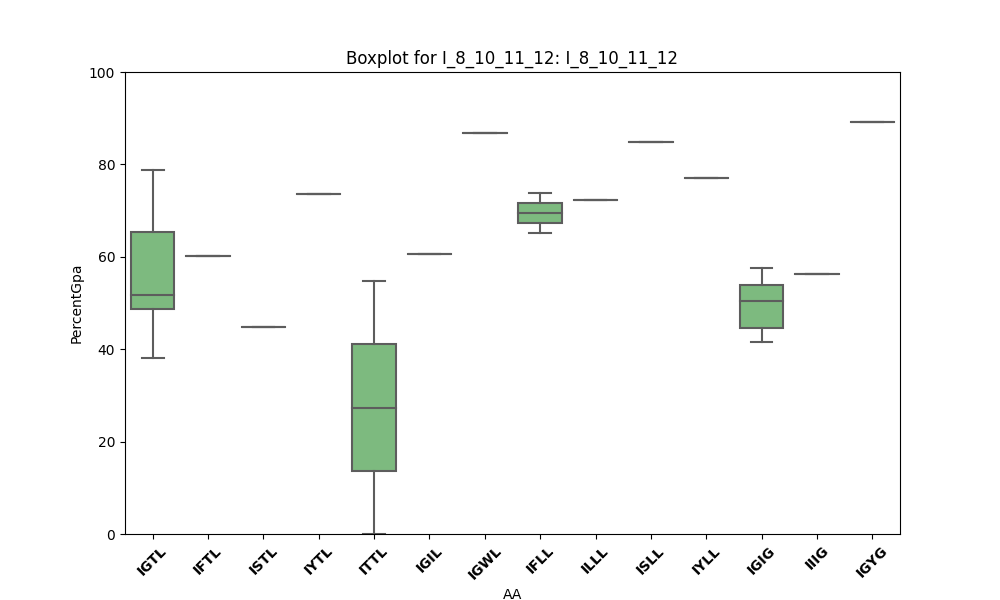 Boxplot for I_8_10_11_12: I_8_10_11_12
100
80
60
40
20
0
PercentGpa
IGTL IFTL ISTL IYTL ITTL IGIL IGWL IFLL ILLL ISLL IYLL IGIG IIIG IGYG
AA